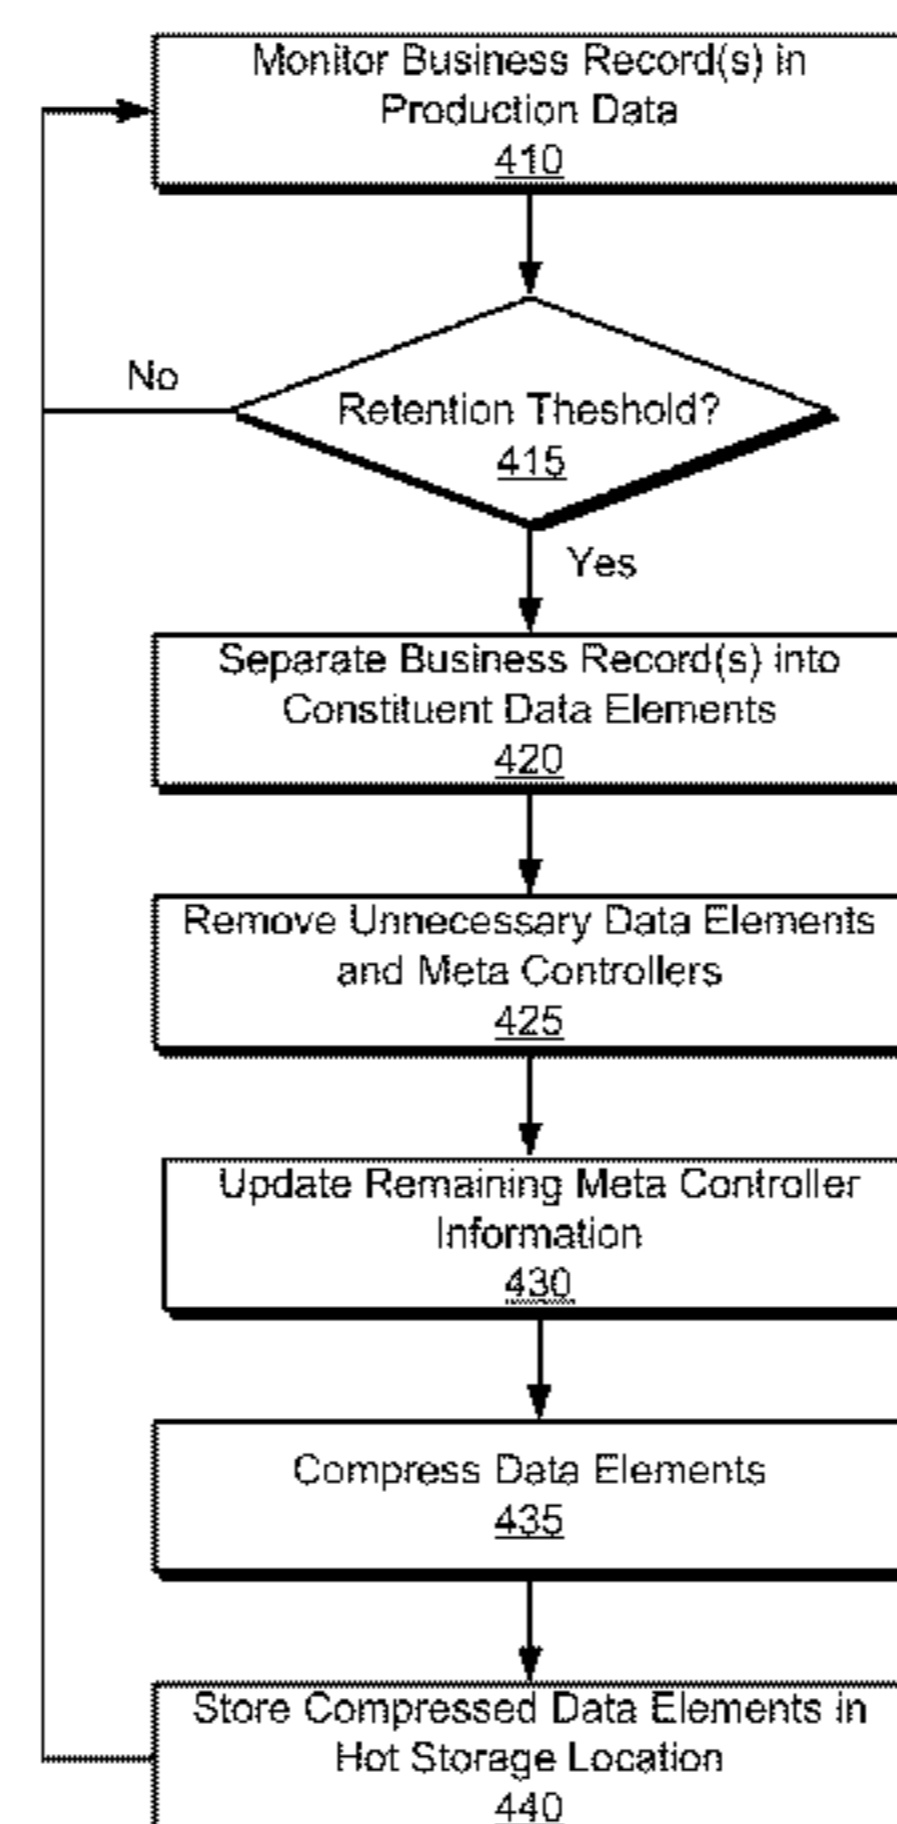 Monitor Business Record(s) in
Production Data
410
No
Retention Theshold?
415
Yes
Separate Business Record(s) into
Constituent Data Elements
420
Remove Unnecessary Data Elements
and Meta Controllers
425
Update Remaining Meta Controller
Information
430
Compress Data Elements
435
Store Compressed Data Elements in
Hot Storage Location
440